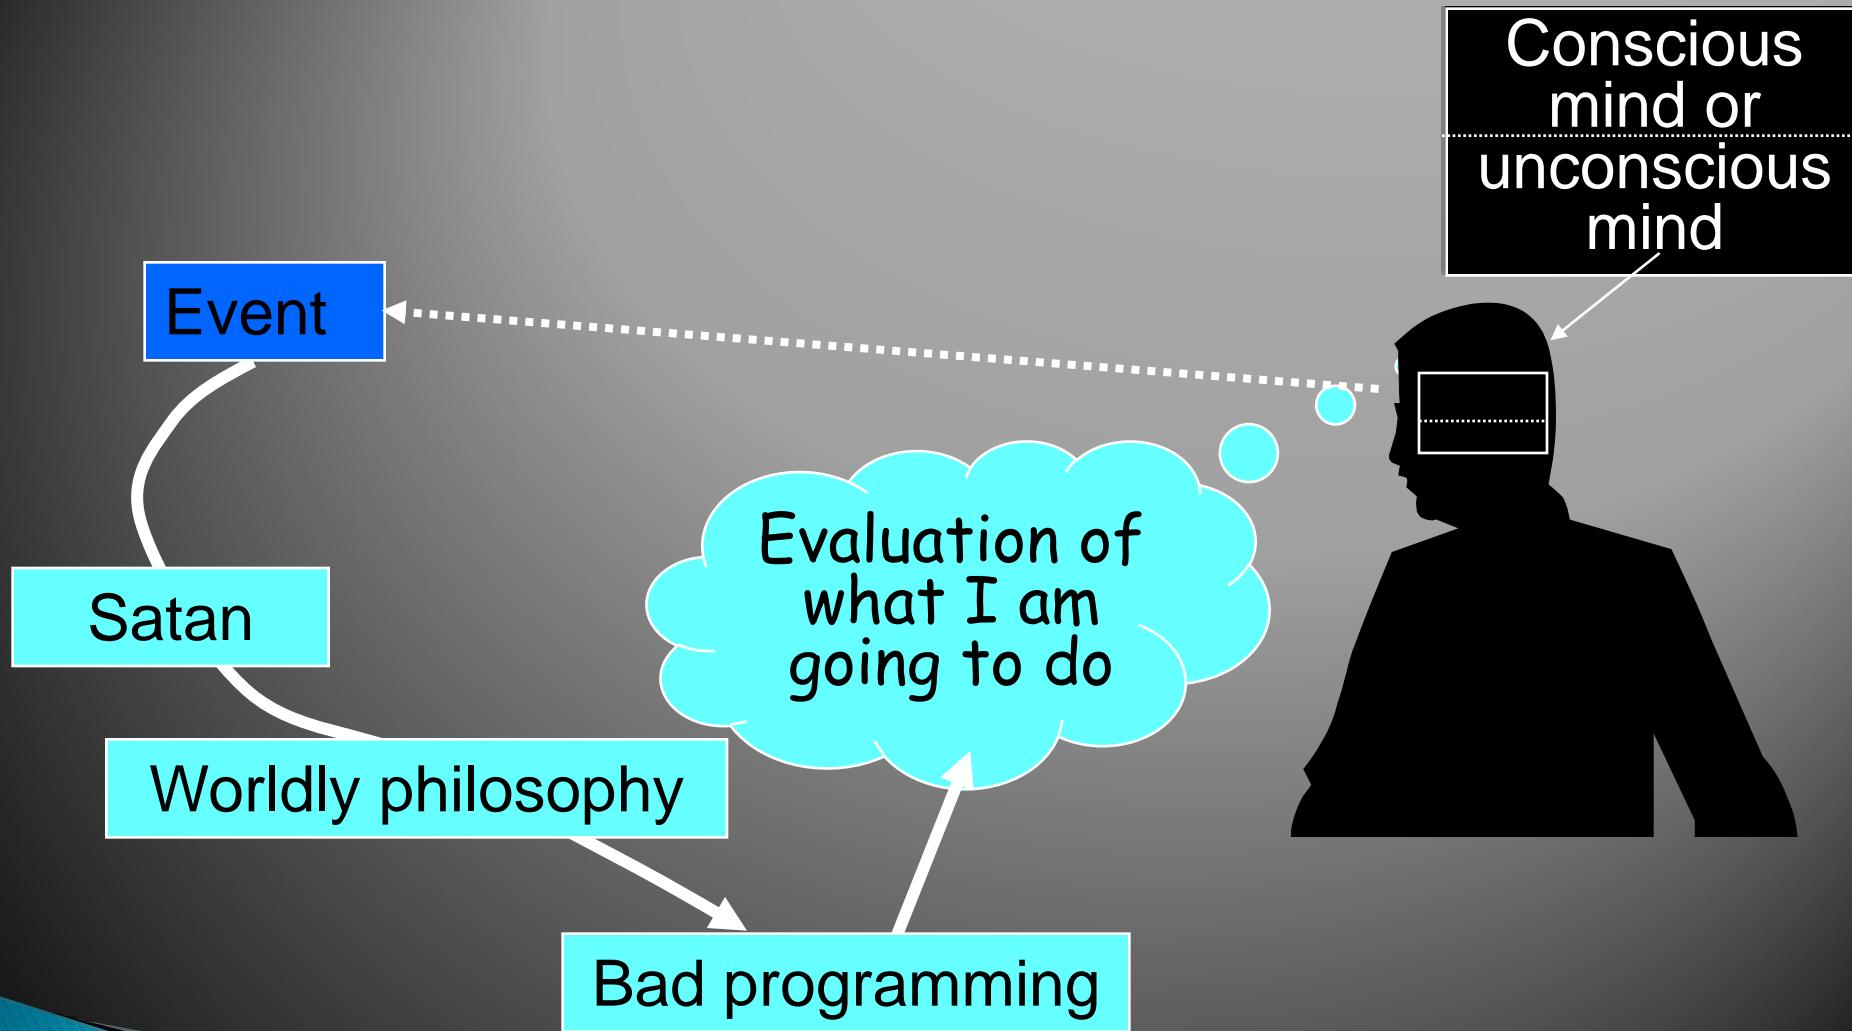 Conscious
mind or
unconscious
mind
Event
Evaluation of
what I am
going to do
Satan
Worldly philosophy
Bad programming